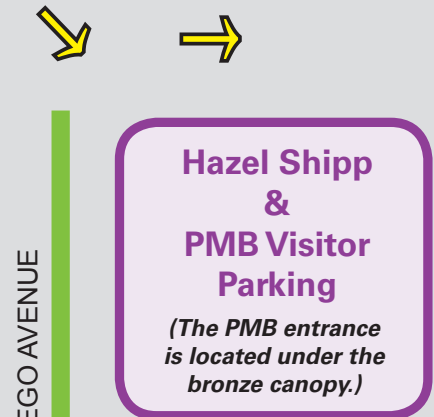 Hazel Shipp
&
PMB Visitor
Parking
(The PMB entrance
is located under the
bronze canopy.)
EGO AVENUE